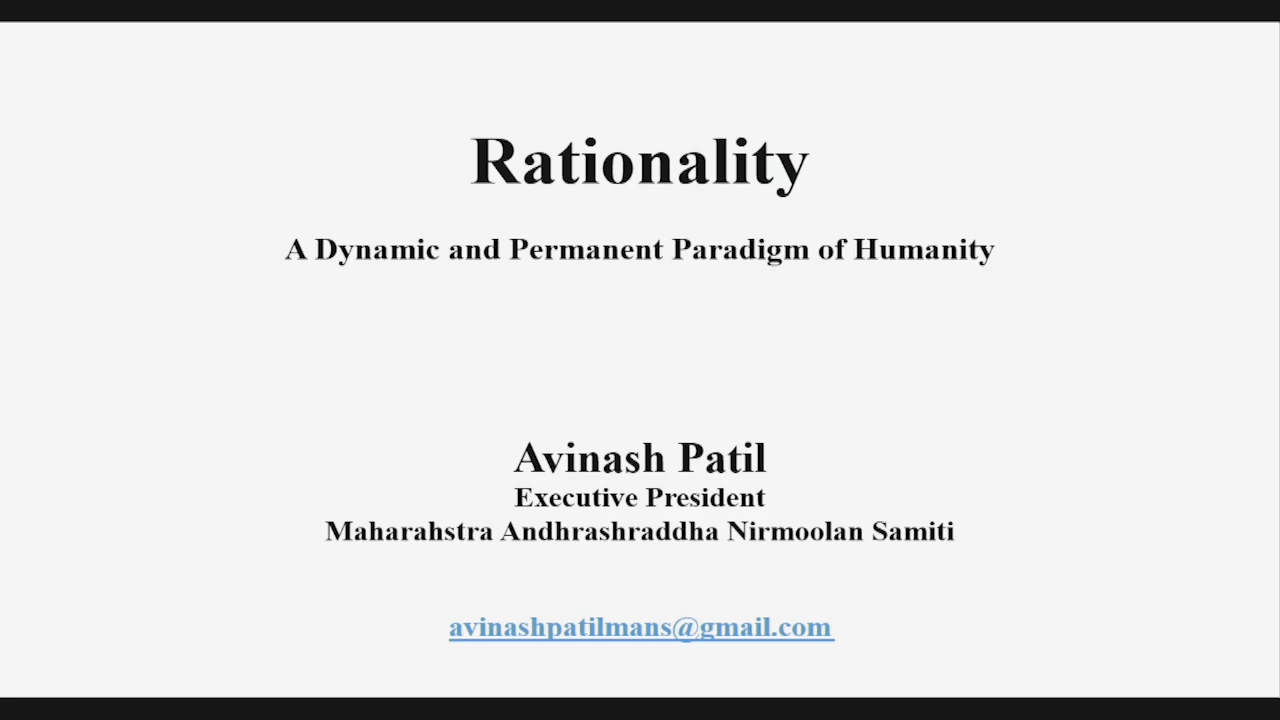 Rationality
A Dynamic and Permanent Paradigm of Humanity
Avinash Patil
Executive President
Maharahstra Andhrashraddha Nirmoolan Samiti
avinashpatilmans@gmail.com